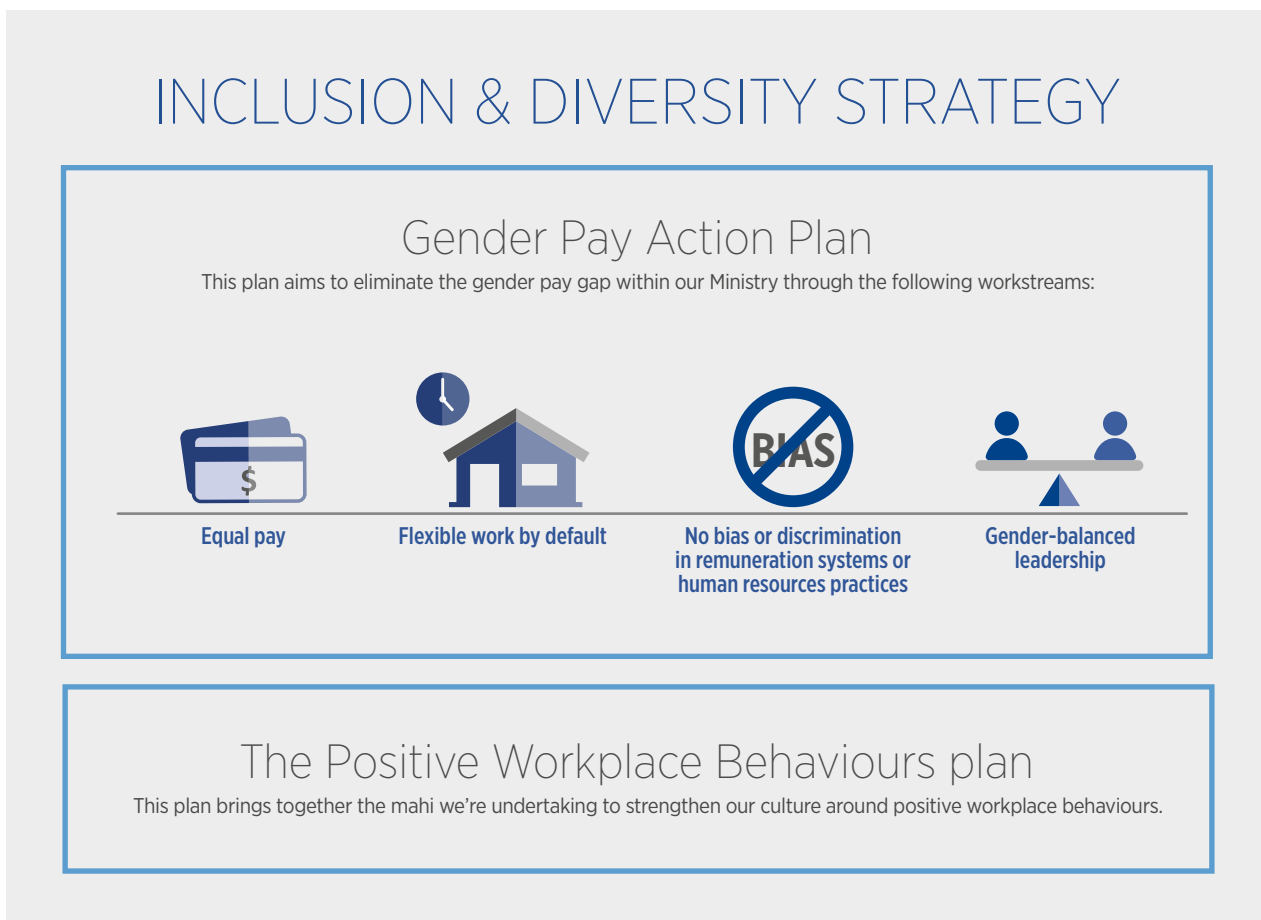 INCLUSION & DIVERSITY STRATEGY
Gender Pay Action Plan
This plan aims to eliminate the gender pay gap within our Ministry through the following workstreams:
$
BIAS
Equal pay
Flexible work by default
No bias or discrimination
in remuneration systems or
human resources practices
Gender-balanced
leadership
The Positive Workplace Behaviours plan
This plan brings together the mahi we’re undertaking to strengthen our culture around positive workplace behaviours.